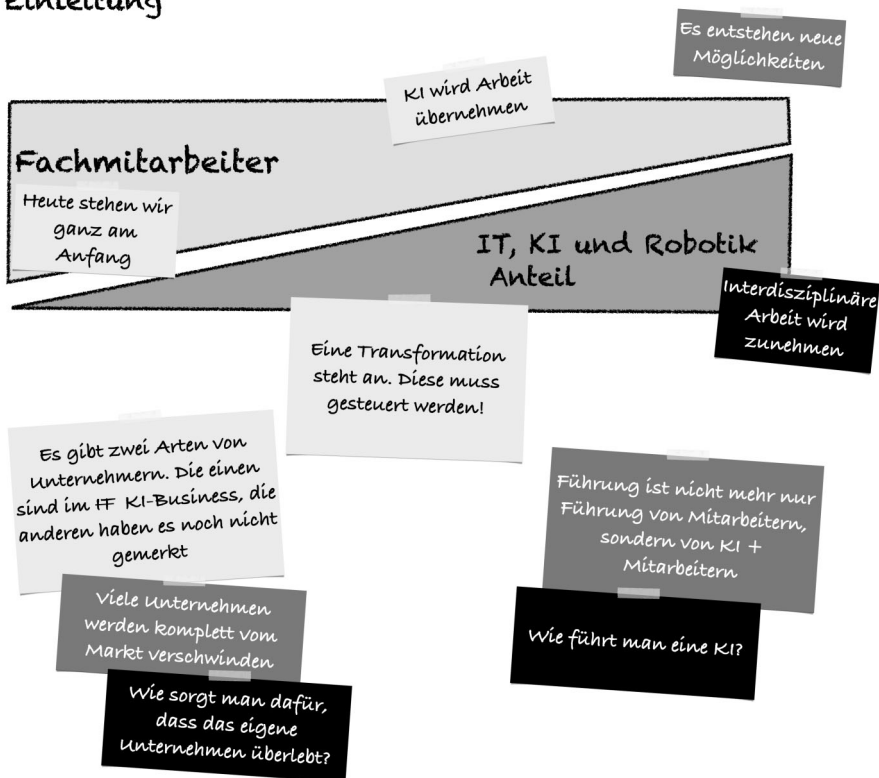 Einleitung
Es entstehen neue
Möglichkeiten
KI wird Arbeit
übernehmen
Fachmitarbeiter
Heute stehen wir
ganz am
Anfang
IT, KI und Robotik
Anteil
Interdisziplinäre
Arbeit wird
zunehmen
Eine Transformation
steht an. Diese muss
gesteuert werden!
Es gibt zwei Arten von
Unternehmern. Die einen
sind im IT KI-Business, die
anderen haben es noch nicht
gemerkt
Viele Unternehmen
werden komplett vom
Markt verschwinden
Wie sorgt man dafür,
dass das eigene
Unternehmen überlebt?
Führung ist nicht mehr nur
Führung von Mitarbeitern,
sondern von KI +
Mitarbeitern
Wie führt man eine KI?